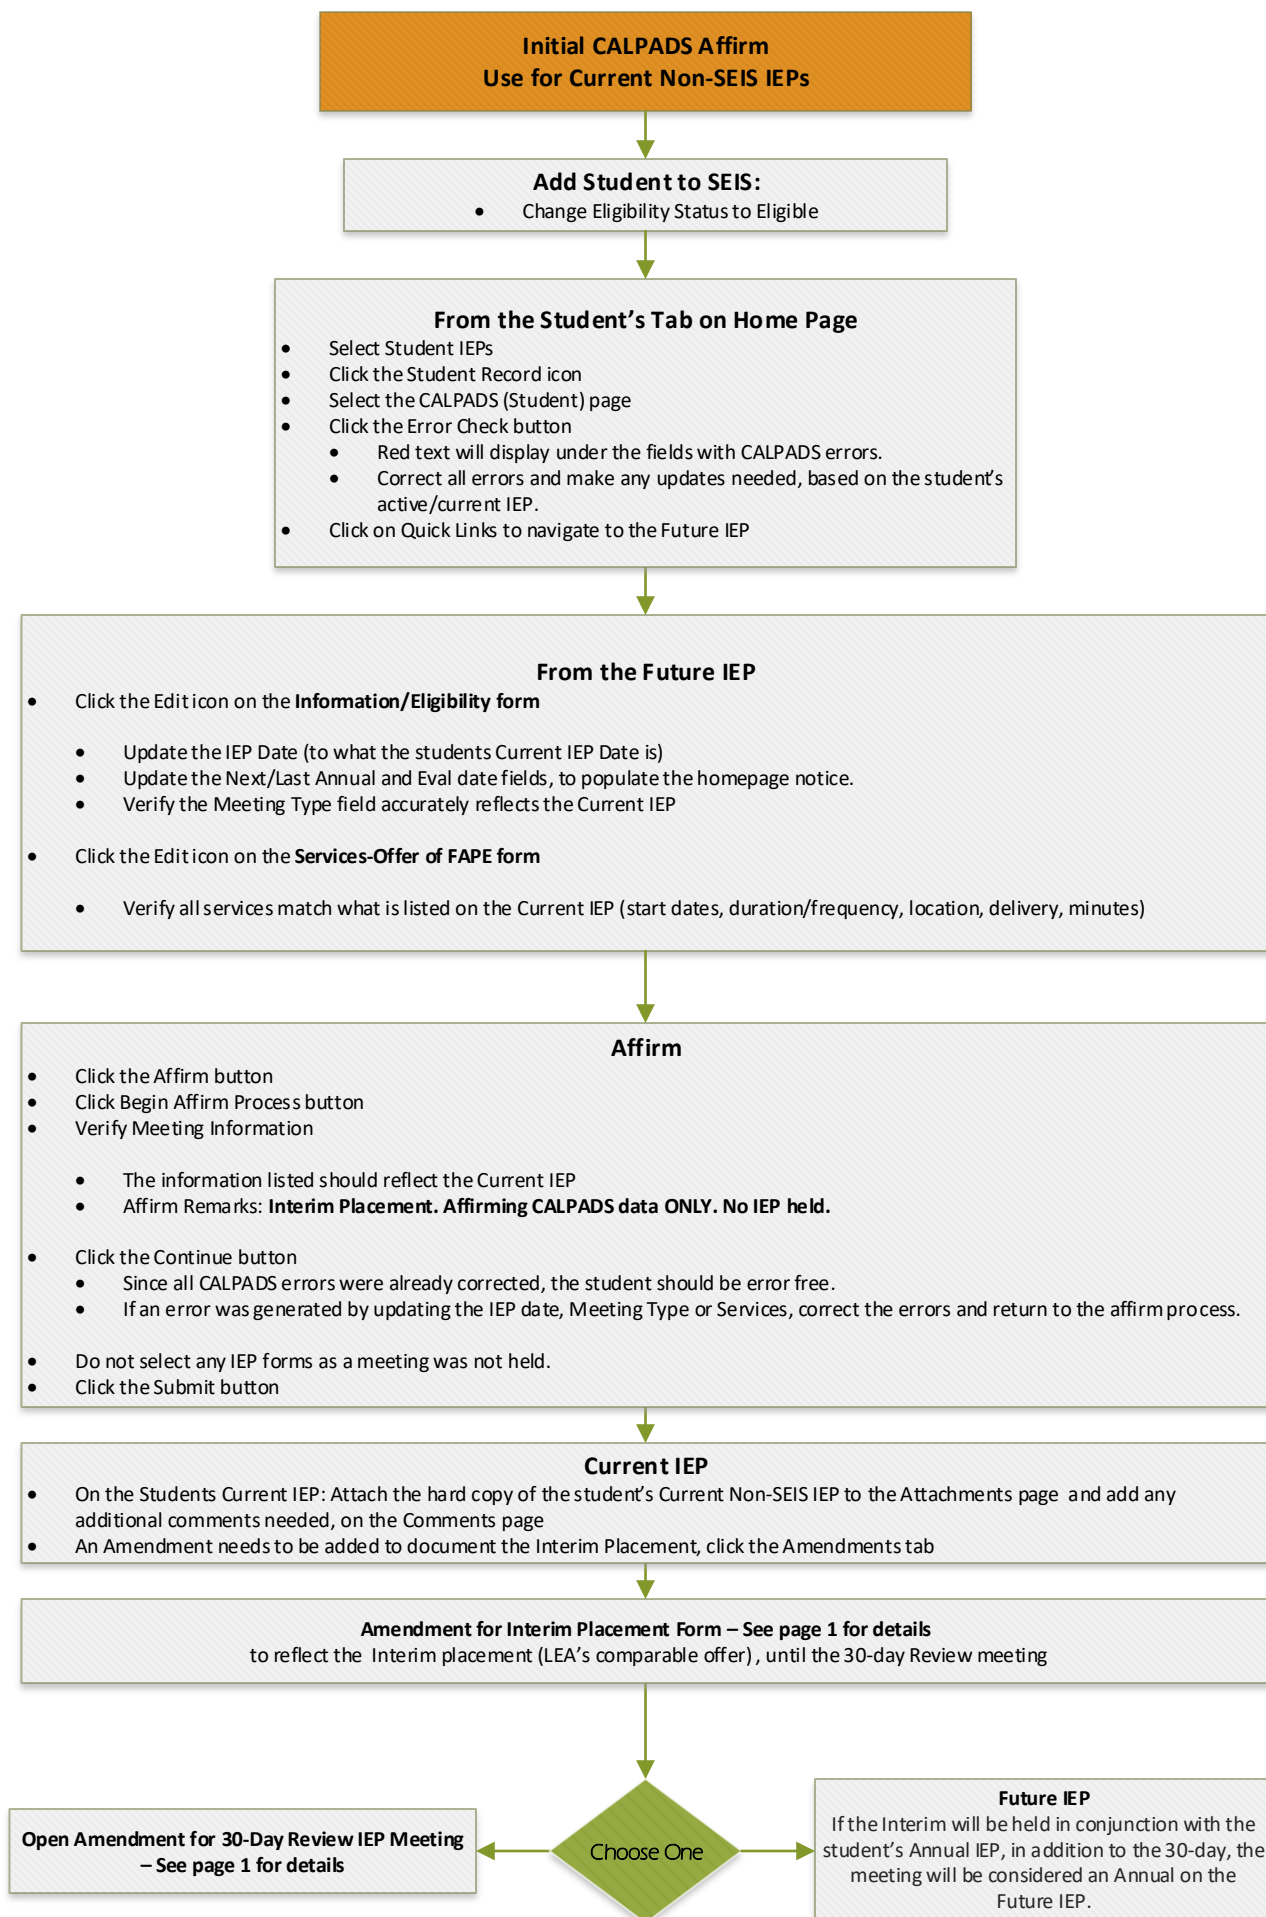 Initial CALPADS Affirm
Use for Current Non-SEIS IEPs
Add Student to SEIS:
• Change Eligibility Status to Eligible
From the Student’s Tab on Home Page
• Select Student IEPs
• Click the Student Record icon
• Select the CALPADS (Student) page
• Click the Error Check button
• Red text will display under the fields with CALPADS errors.
• Correct all errors and make any updates needed, based on the student’s
active/current IEP.
• Click on Quick Links to navigate to the Future IEP
From the Future IEP
• Click the Edit icon on the Information/Eligibility form
• Update the IEP Date (to what the students Current IEP Date is)
• Update the Next/Last Annual and Eval date fields, to populate the homepage notice.
• Verify the Meeting Type field accurately reflects the Current IEP
• Click the Edit icon on the Services-Offer of FAPE form
• Verify all services match what is listed on the Current IEP (start dates, duration/frequency, location, delivery, minutes)
Affirm
• Click the Affirm button
• Click Begin Affirm Process button
• Verify Meeting Information
• The information listed should reflect the Current IEP
• Affirm Remarks: Interim Placement. Affirming CALPADS data ONLY. No IEP held.
• Click the Continue button
• Since all CALPADS errors were already corrected, the student should be error free.
• If an error was generated by updating the IEP date, Meeting Type or Services, correct the errors and return to the affirm process.
• Do not select any IEP forms as a meeting was not held.
• Click the Submit button
Current IEP
• On the Students Current IEP: Attach the hard copy of the student’s Current Non-SEIS IEP to the Attachments page and add any
additional comments needed, on the Comments page
• An Amendment needs to be added to document the Interim Placement, click the Amendments tab
Amendment for Interim Placement Form – See page 1 for details
to reflect the Interim placement (LEA’s comparable offer) , until the 30-day Review meeting
Open Amendment for 30-Day Review IEP Meeting
– See page 1 for details
Choose One
Future IEP
If the Interim will be held in conjunction with the
student’s Annual IEP, in addition to the 30-day, the
meeting will be considered an Annual on the
Future IEP.